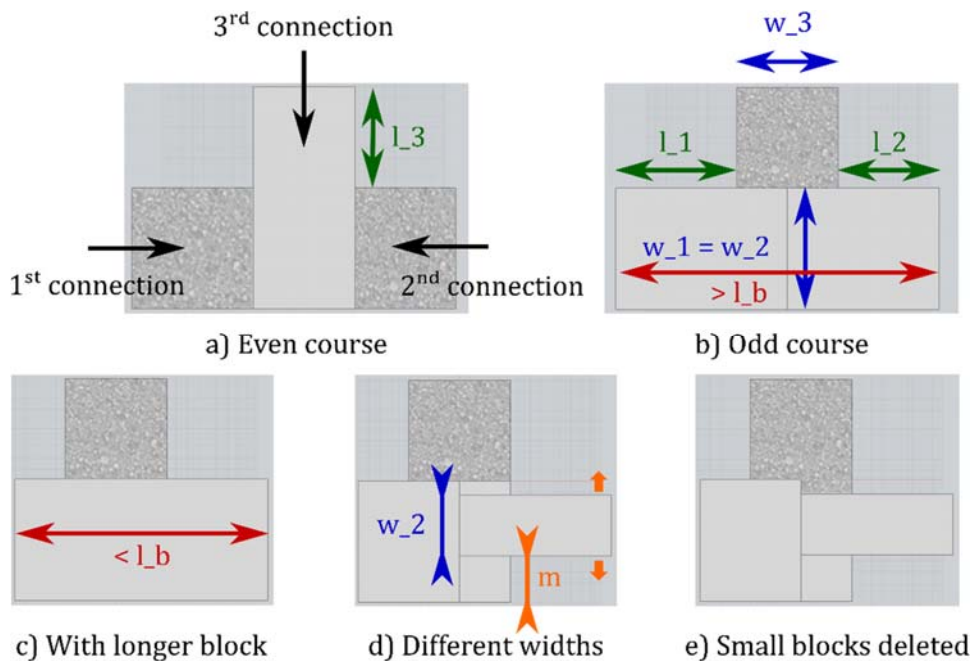 3rd connection
w_3
l_3
l_1
l_2
w_1 = w_2
> l_b
1st connection
2nd connection
a) Even course
b) Odd course
< l_b
w_2
m
c) With longer block
d) Different widths
e) Small blocks deleted